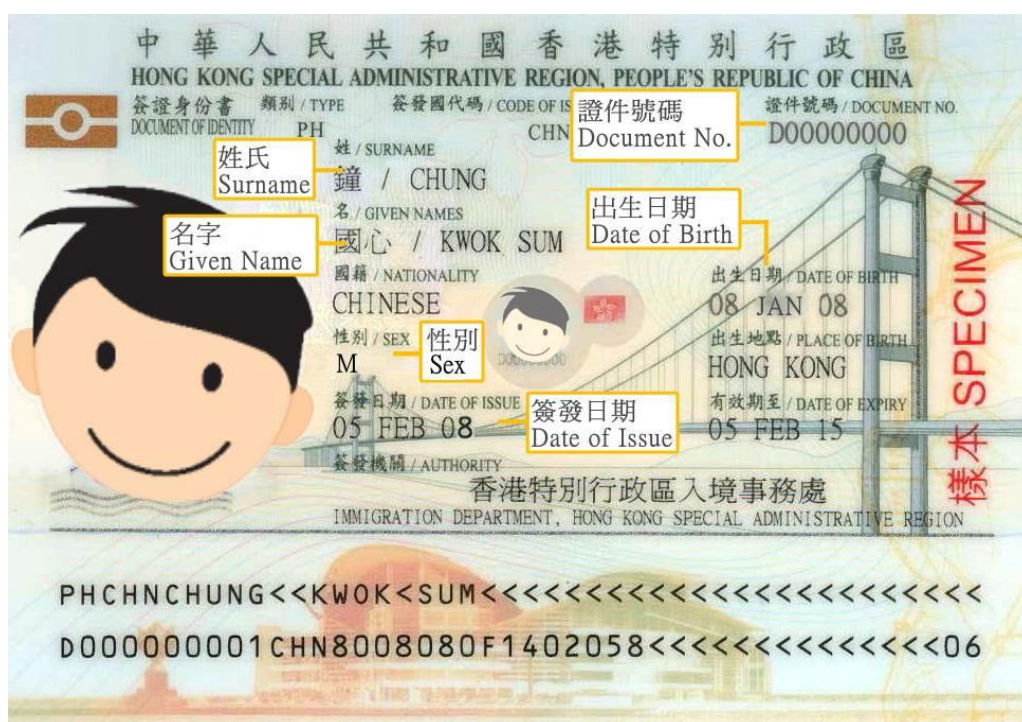 中華人民共和國香港特別行政區
HONG KONG SPECIAL ADMINISTRATIVE REGION, PEOPLE'S REPUBLIC OF CHINA
簽證身份書 類別 / TYPE 簽發國代碼 / CODE OF IS 證件號碼 / DOCUMENT NO.
DOCUMENT OF IDENTITY PH CHN D00000000
證件號碼
Document No.
姓 / SURNAME
姓氏
Surname
鐘 / CHUNG
名 / GIVEN NAMES
名字
Given Name
國心 / KWOK SUM
出生日期
Date of Birth
國籍 / NATIONALITY 出生日期 / DATE OF BIRTH
CHINESE 08 JAN 08
性別 / SEX 出生地點 / PLACE OF BIRTH
性別
Sex
M HONG KONG
簽發日期 / DATE OF ISSUE 有效期至 / DATE OF EXPIRY
05 FEB 08 05 FEB 15
簽發日期
Date of Issue
簽發機關 / AUTHORITY
香港特別行政區入境事務處
IMMIGRATION DEPARTMENT, HONG KONG SPECIAL ADMINISTRATIVE REGION
樣本 SPECIMEN
PHCHNCHUNG<<KWOK<SUM<<<<<<<<<<<<<<<<<<<<<<<<
D000000001CHN8008080F1402058<<<<<<<<<<<<<<06